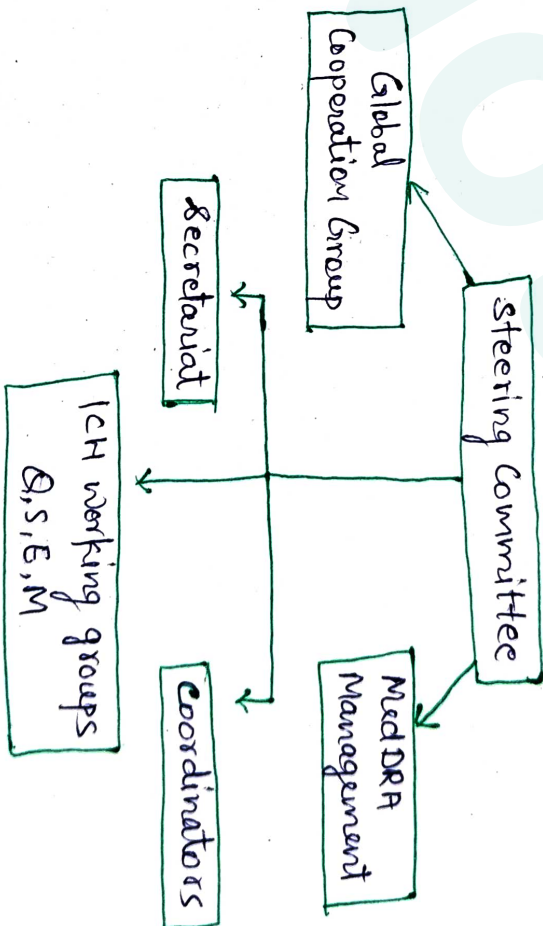 Steering Committee
Global
Cooperation Group
MedDRA
Management
Secretariat
Coordinators
ICH working groups
Q, S, E, M